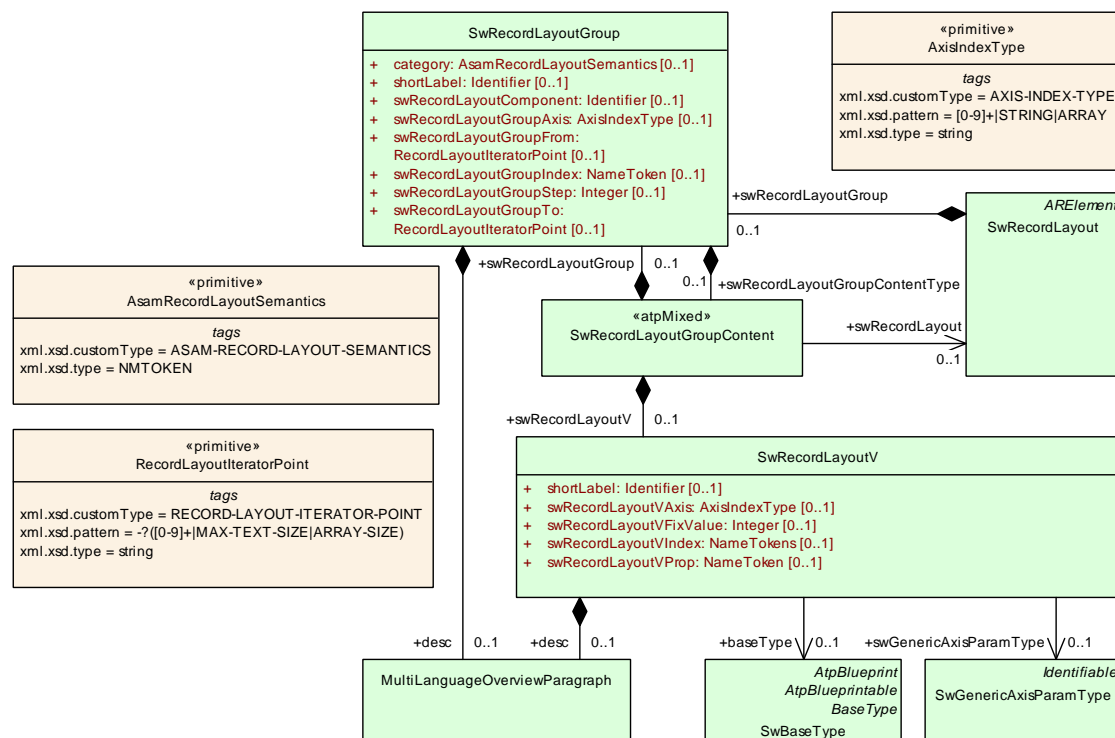 SwRecordLayoutGroup
+ category: AsamRecordLayoutSemantics [0..1]
+ shortLabel: Identifier [0..1]
+ swRecordLayoutComponent: Identifier [0..1]
+ swRecordLayoutGroupAxis: AxisIndexType [0..1]
+ swRecordLayoutGroupFrom:
RecordLayoutIteratorPoint [0..1]
+ swRecordLayoutGroupIndex: NameToken [0..1]
+ swRecordLayoutGroupStep: Integer [0..1]
+ swRecordLayoutGroupTo:
RecordLayoutIteratorPoint [0..1]
«primitive»
AxisIndexType
tags
xml.xsd.customType = AXIS-INDEX-TYPE
xml.xsd.pattern = [0-9]+|STRING|ARRAY
xml.xsd.type = string
+swRecordLayoutGroup
0..1
ARElement
SwRecordLayout
+swRecordLayoutGroup
0..1
0..1
+swRecordLayoutGroupContentType
«primitive»
AsamRecordLayoutSemantics
tags
xml.xsd.customType = ASAM-RECORD-LAYOUT-SEMANTICS
xml.xsd.type = NMTOKEN
«atpMixed»
SwRecordLayoutGroupContent
+swRecordLayout
0..1
+swRecordLayoutV
0..1
«primitive»
RecordLayoutIteratorPoint
tags
xml.xsd.customType = RECORD-LAYOUT-ITERATOR-POINT
xml.xsd.pattern = -?([0-9]+|MAX-TEXT-SIZE|ARRAY-SIZE)
xml.xsd.type = string
SwRecordLayoutV
+ shortLabel: Identifier [0..1]
+ swRecordLayoutVAxis: AxisIndexType [0..1]
+ swRecordLayoutVFixValue: Integer [0..1]
+ swRecordLayoutVIndex: NameTokens [0..1]
+ swRecordLayoutVProp: NameToken [0..1]
+desc
0..1
+desc
0..1
+baseType
0..1
+swGenericAxisParamType
0..1
MultiLanguageOverviewParagraph
AtpBlueprint
AtpBlueprintable
BaseType
SwBaseType
Identifiable
SwGenericAxisParamType